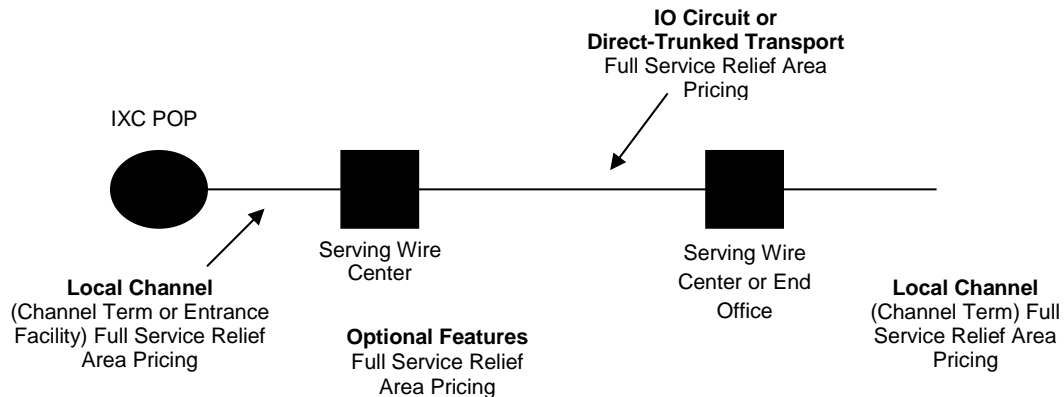 IO Circuit or
Direct-Trunked Transport
Full Service Relief Area
Pricing
IXC POP
Serving Wire
Center
Serving Wire
Center or End
Office
Local Channel
(Channel Term or Entrance
Facility) Full Service Relief
Area Pricing
Optional Features
Full Service Relief
Area Pricing
Local Channel
(Channel Term) Full
Service Relief Area
Pricing